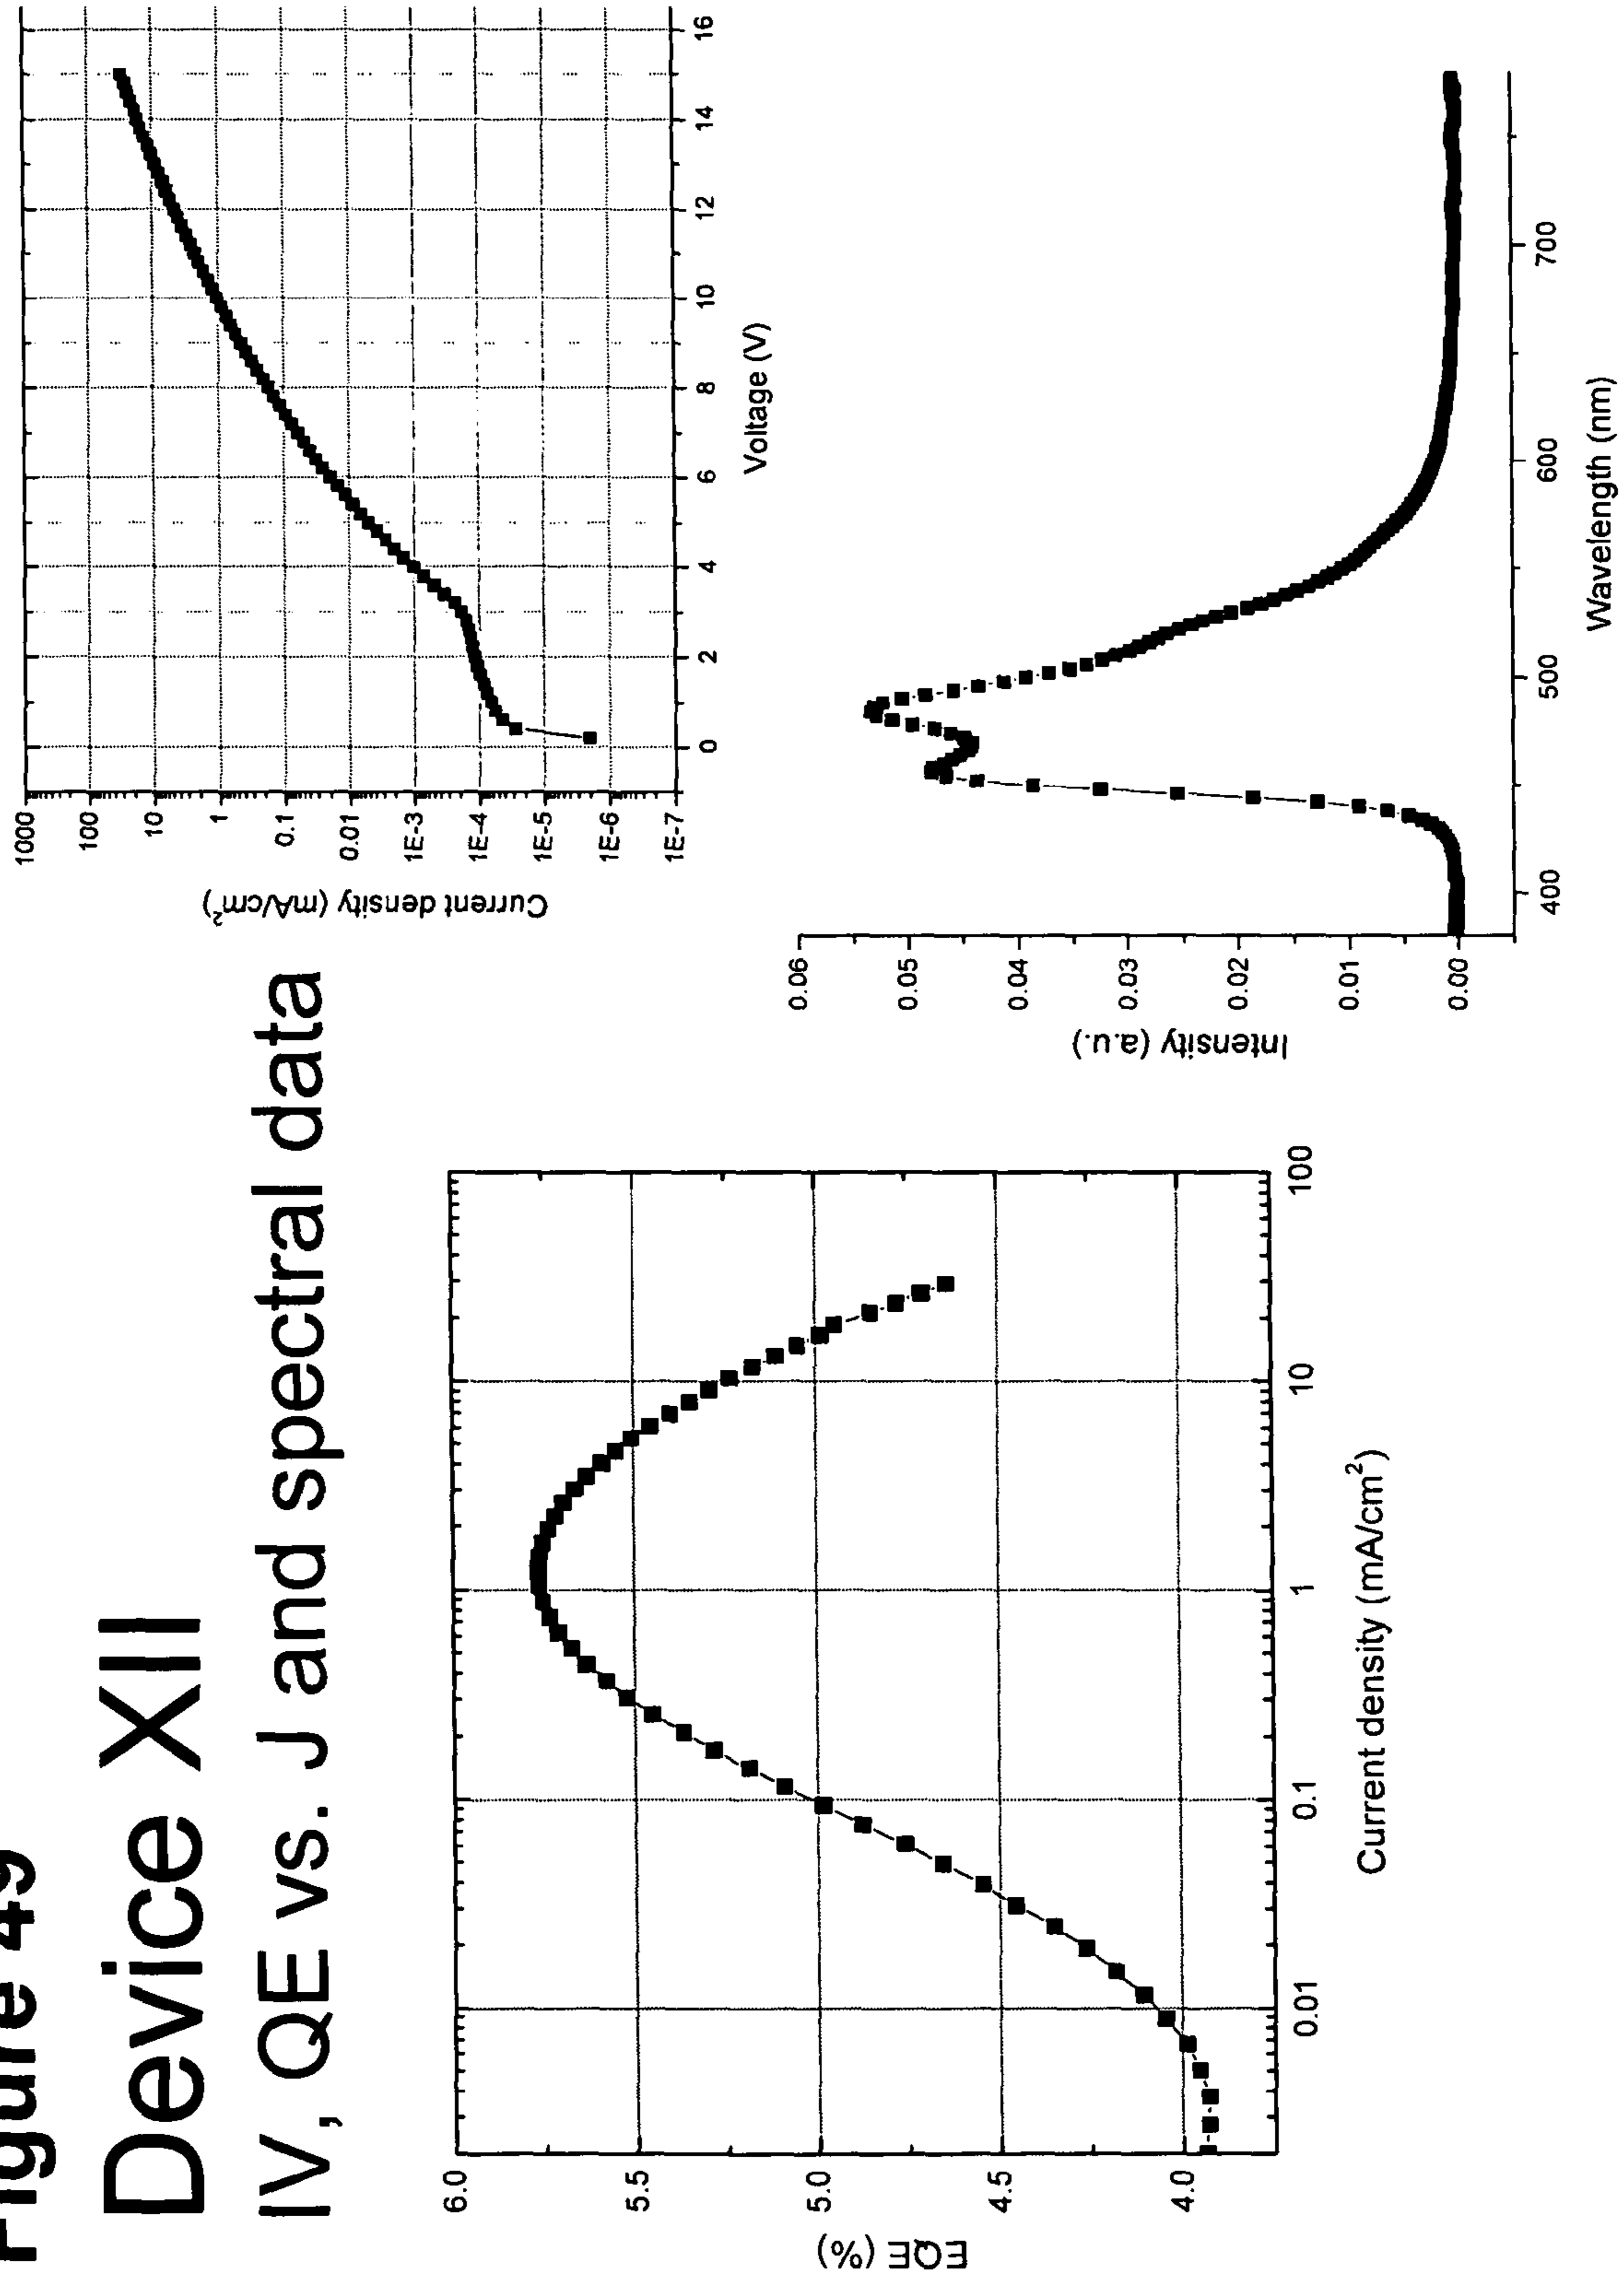 Figure 49
Device XII
IV, QE vs. J and spectral data
EQE (%)
6.0
5.5
5.0
4.5
4.0
0.01
0.1
1
10
100
Current density (mA/cm²)
Current density (mA/cm²)
1000
100
10
1
0.1
0.01
1E-3
1E-4
1E-5
1E-6
1E-7
0
2
4
6
8
10
12
14
16
Voltage (V)
Intensity (a.u.)
0.06
0.05
0.04
0.03
0.02
0.01
0.00
400
500
600
700
Wavelength (nm)